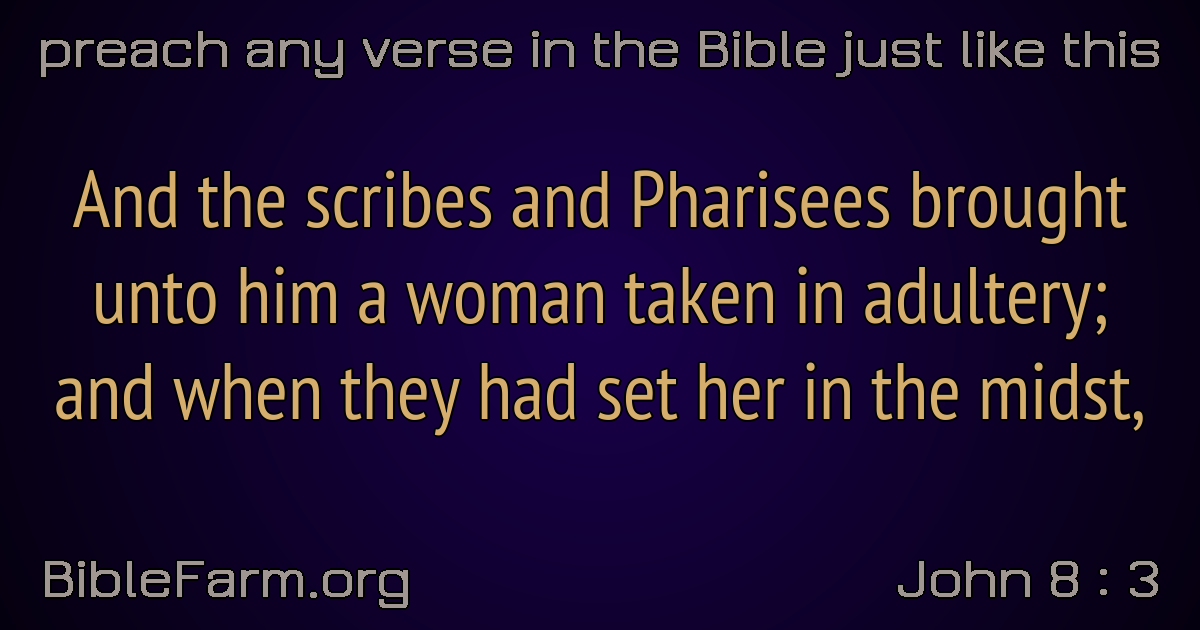 preach any verse in the Bible just like this
And the scribes and Pharisees brought
unto him a woman taken in adultery;
and when they had set her in the midst,
BibleFarm.org
John 8 : 3